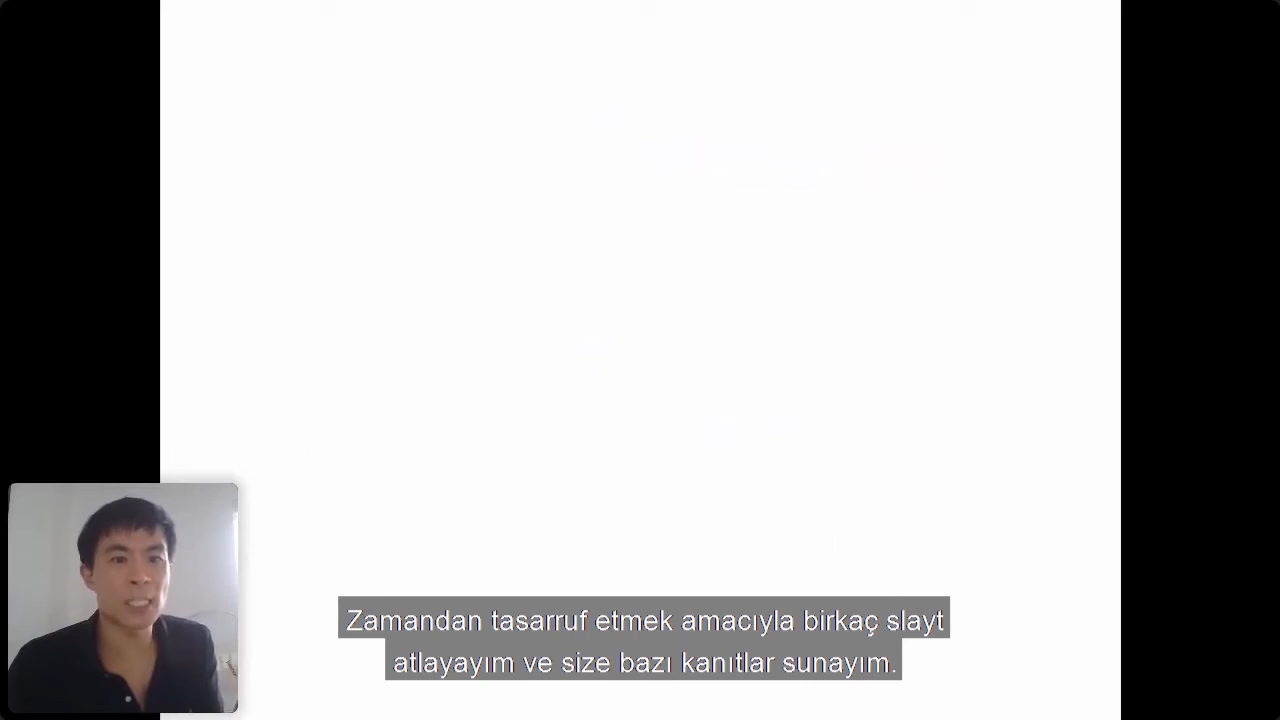 Zamandan tasarruf etmek amacıyla birkaç slayt
atlayayım ve size bazı kanıtlar sunayım.